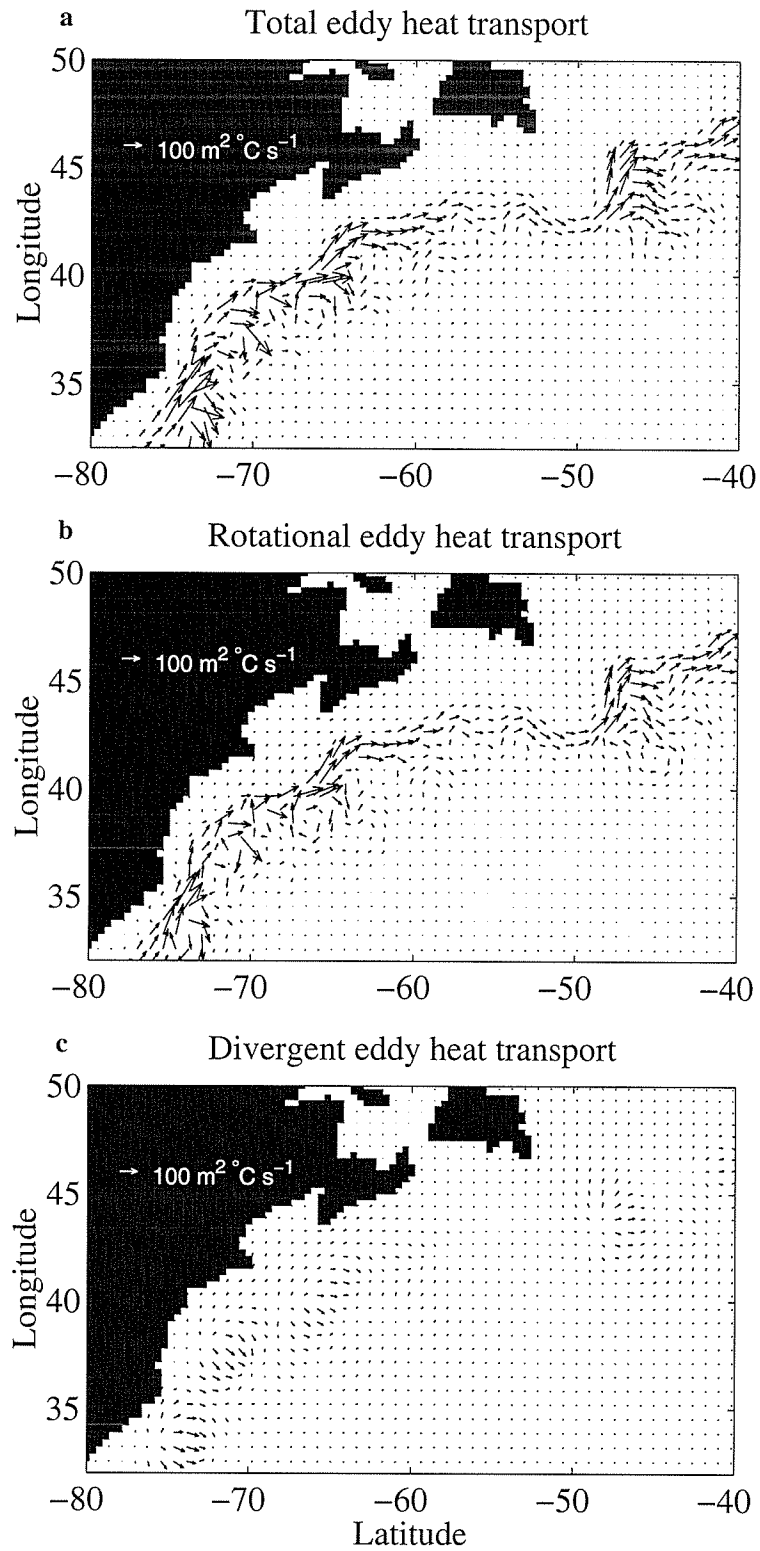 a Total eddy heat transport
50
100 m² °C s⁻¹
45
Longitude
40
35
−80 −70 −60 −50 −40
b Rotational eddy heat transport
50
100 m² °C s⁻¹
45
Longitude
40
35
−80 −70 −60 −50 −40
c Divergent eddy heat transport
50
100 m² °C s⁻¹
45
Longitude
40
35
−80 −70 −60 −50 −40
Latitude